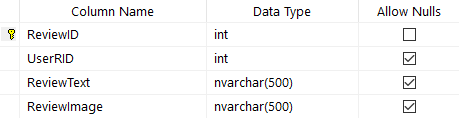 Column Name Data Type Allow Nulls
ReviewID int
UserRID int
ReviewText nvarchar(500)
ReviewImage nvarchar(500)